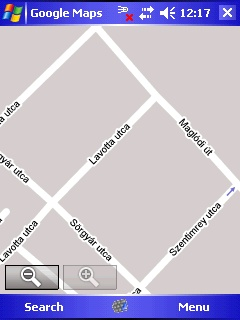 Google Maps 12:17
Lavotta utca
Maglódi út
Sörgyár utca
Lavotta utca
Szentimrey utca
Sörgyár utca
Search Menu